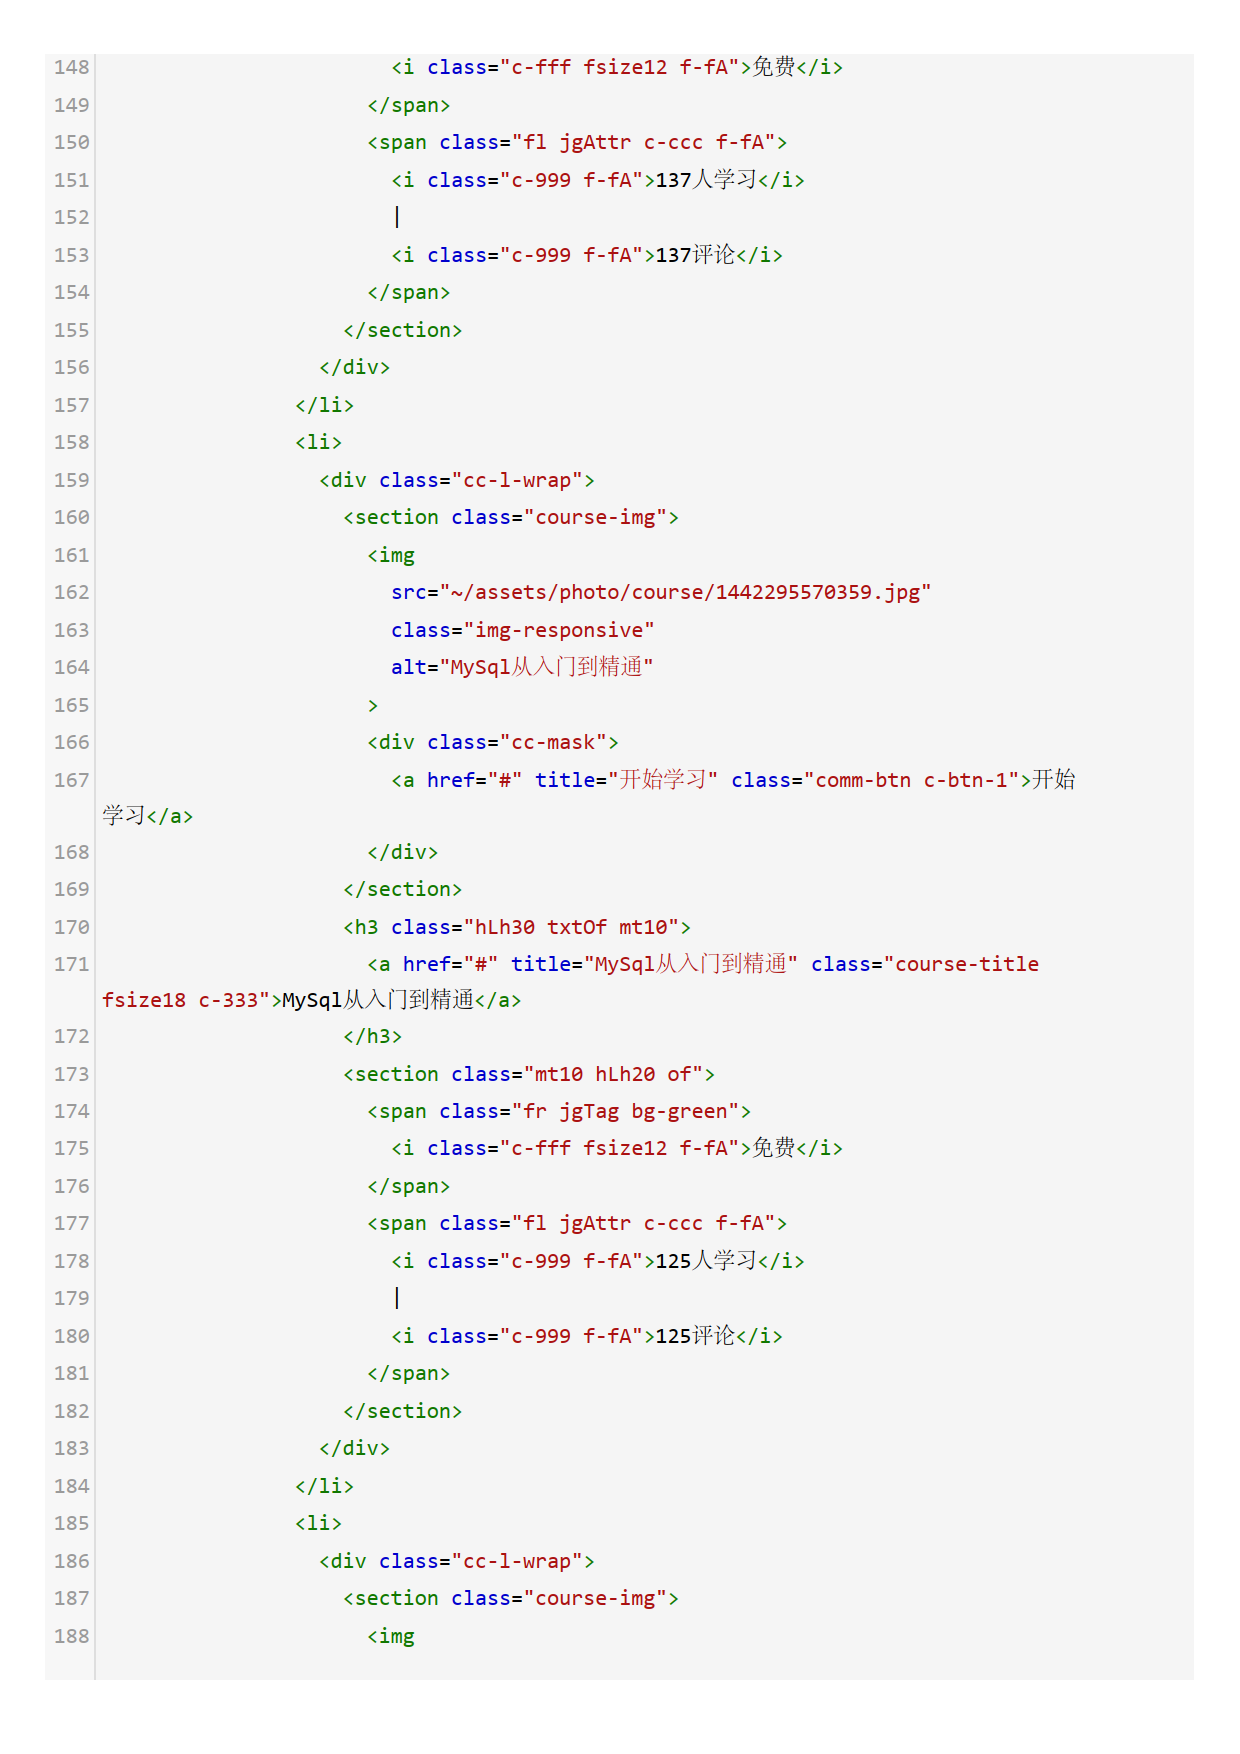 148                         <i class="c-fff fsize12 f-fA">免费</i>
149                       </span>
150                       <span class="fl jgAttr c-ccc f-fA">
151                         <i class="c-999 f-fA">137人学习</i>
152                         |
153                         <i class="c-999 f-fA">137评论</i>
154                       </span>
155                     </section>
156                   </div>
157                 </li>
158                 <li>
159                   <div class="cc-l-wrap">
160                     <section class="course-img">
161                       <img
162                         src="~/assets/photo/course/1442295570359.jpg"
163                         class="img-responsive"
164                         alt="MySql从入门到精通"
165                       >
166                       <div class="cc-mask">
167                         <a href="#" title="开始学习" class="comm-btn c-btn-1">开始
学习</a>
168                       </div>
169                     </section>
170                     <h3 class="hLh30 txtOf mt10">
171                       <a href="#" title="MySql从入门到精通" class="course-title
fsize18 c-333">MySql从入门到精通</a>
172                     </h3>
173                     <section class="mt10 hLh20 of">
174                       <span class="fr jgTag bg-green">
175                         <i class="c-fff fsize12 f-fA">免费</i>
176                       </span>
177                       <span class="fl jgAttr c-ccc f-fA">
178                         <i class="c-999 f-fA">125人学习</i>
179                         |
180                         <i class="c-999 f-fA">125评论</i>
181                       </span>
182                     </section>
183                   </div>
184                 </li>
185                 <li>
186                   <div class="cc-l-wrap">
187                     <section class="course-img">
188                       <img